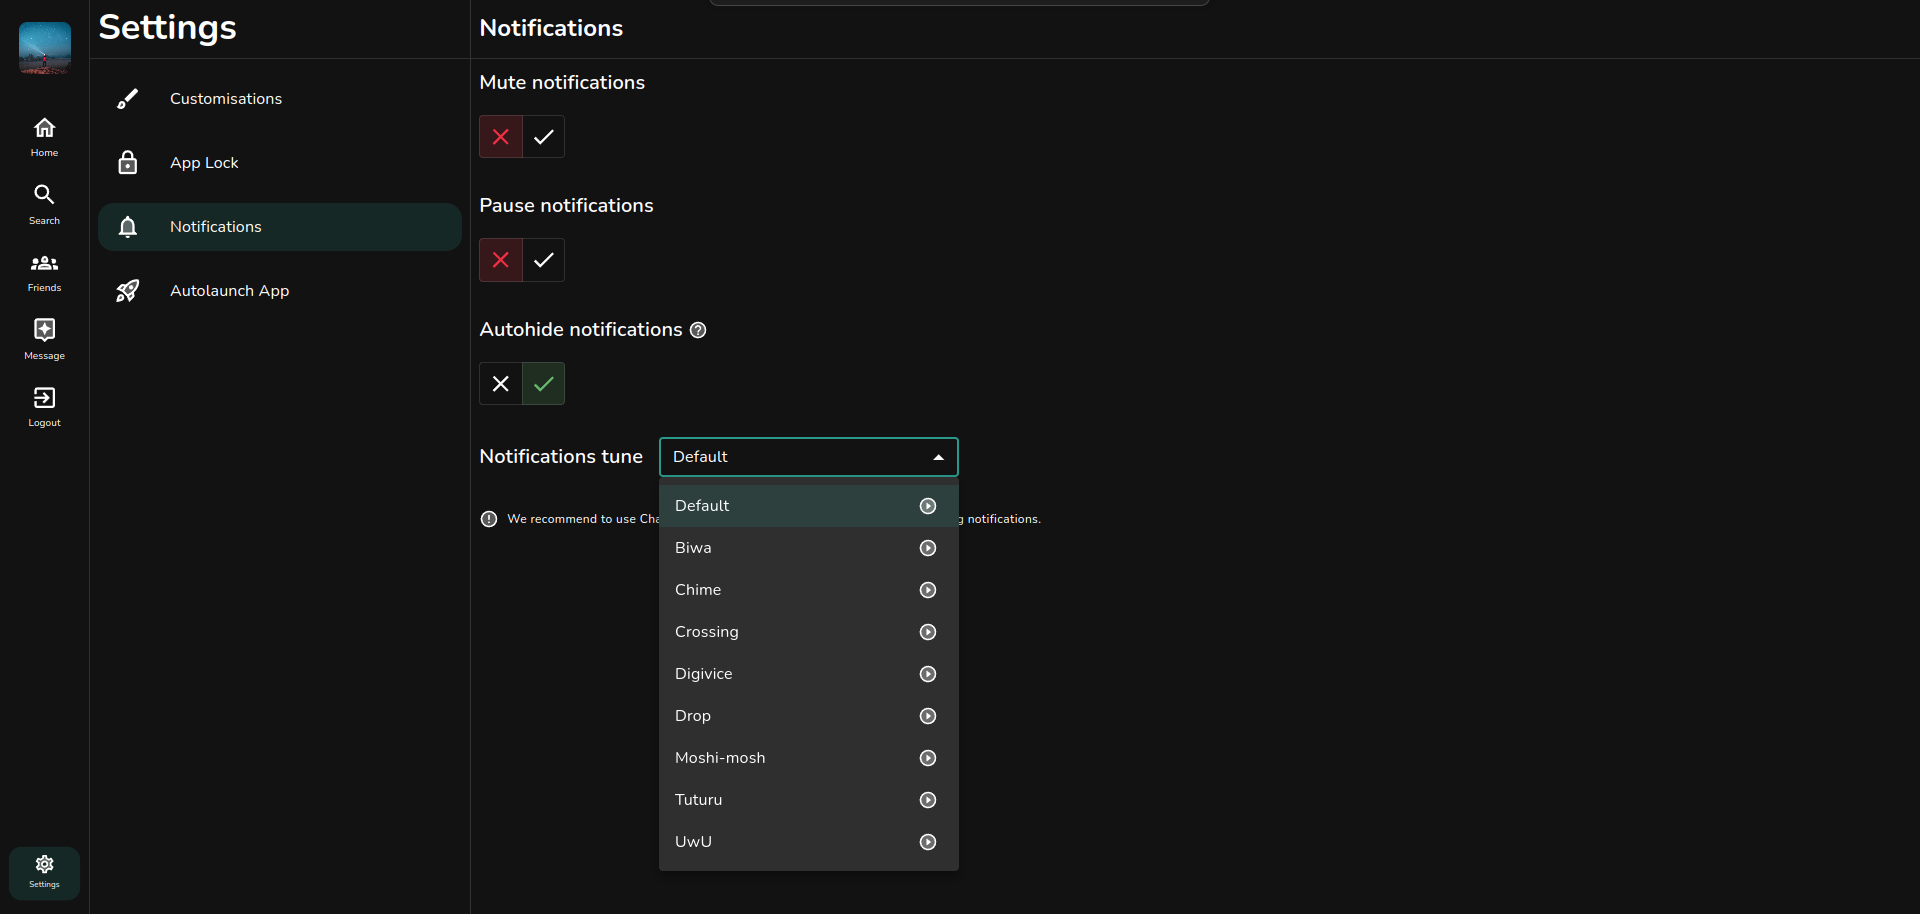 Home
Search
Friends
Message
Logout
Settings
Settings
Customisations
App Lock
Notifications
Autolaunch App
Notifications
Mute notifications
Pause notifications
Autohide notifications
Notifications tune
Default
Default
Biwa
Chime
Crossing
Digivice
Drop
Moshi-mosh
Tuturu
UwU
We recommend to use notifications.